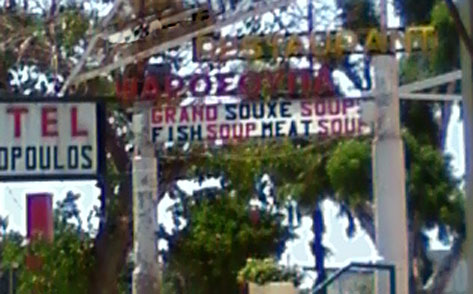 RESTAURANT
ΨΑΡΟΣΟΥΠΑ
GRAND SOUXE SOUP
FISH SOUP MEAT SOUP
TEL
OPOULOS